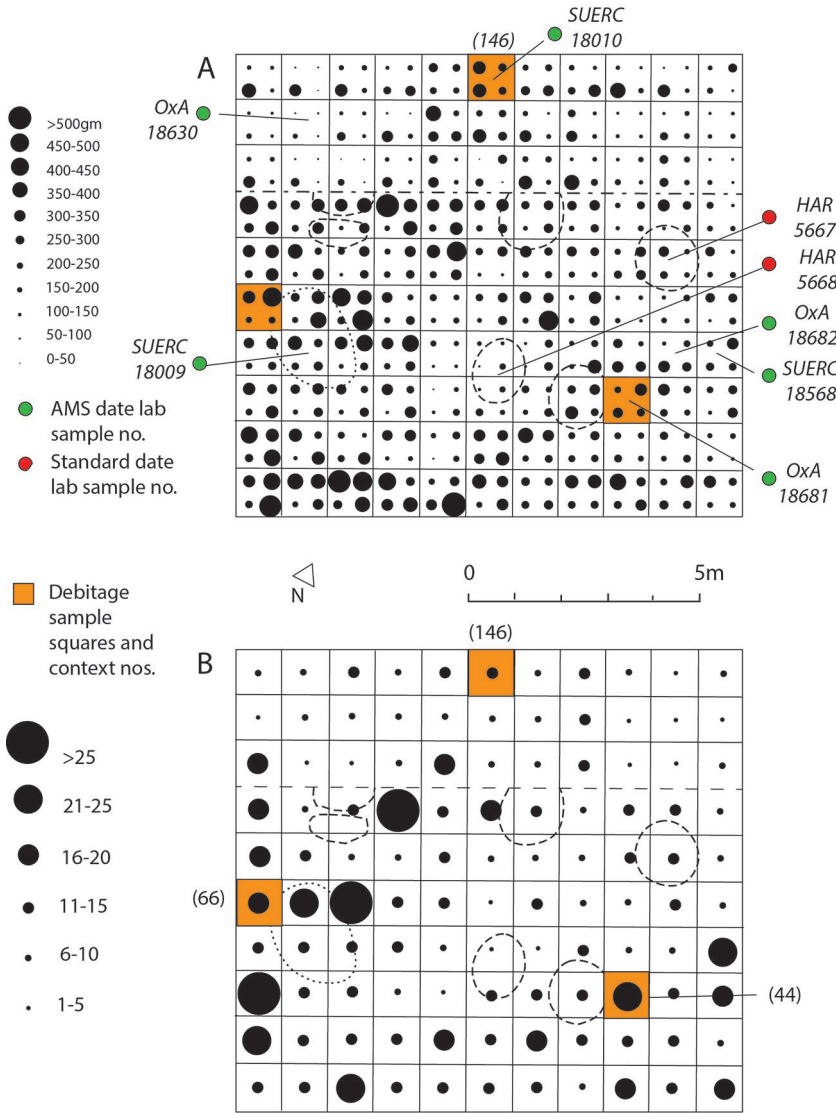 SUERC
18010
(146)
A
OxA
18630
>500gm
450-500
400-450
350-400
300-350
250-300
200-250
150-200
100-150
50-100
0-50
HAR
5667
HAR
5668
OxA
18682
SUERC
18009
SUERC
18568
AMS date lab
sample no.
Standard date
lab sample no.
OxA
18681
Debitage
sample
squares and
context nos.
N
0
5m
(146)
B
>25
21-25
16-20
11-15
6-10
1-5
(66)
(44)